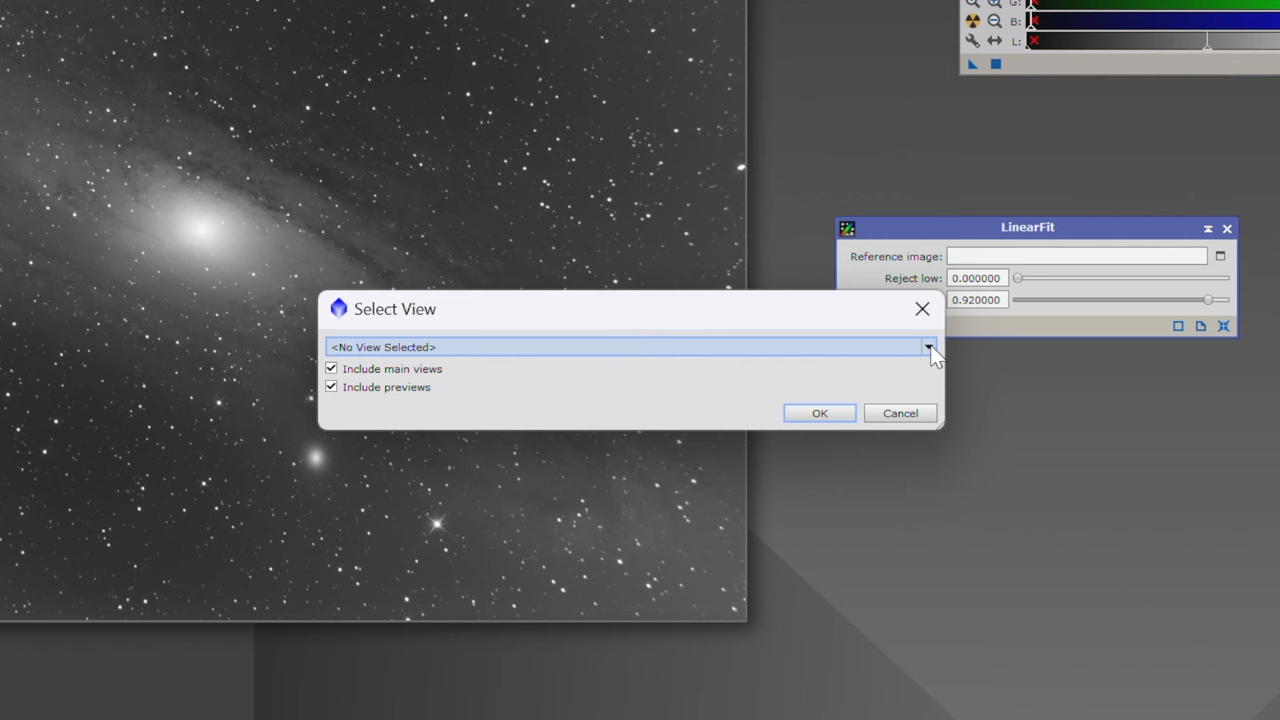 G:
B:
L:
LinearFit
Reference image:
Reject low: 0.000000
0.920000
Select View
<No View Selected>
Include main views
Include previews
OK Cancel